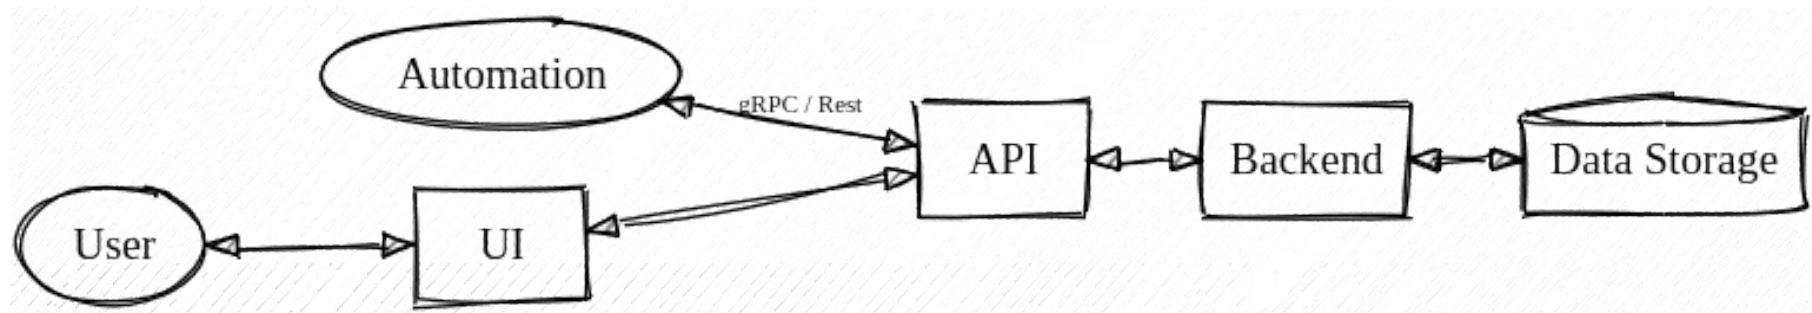 Automation
gRPC / Rest
API
Backend
Data Storage
User
UI